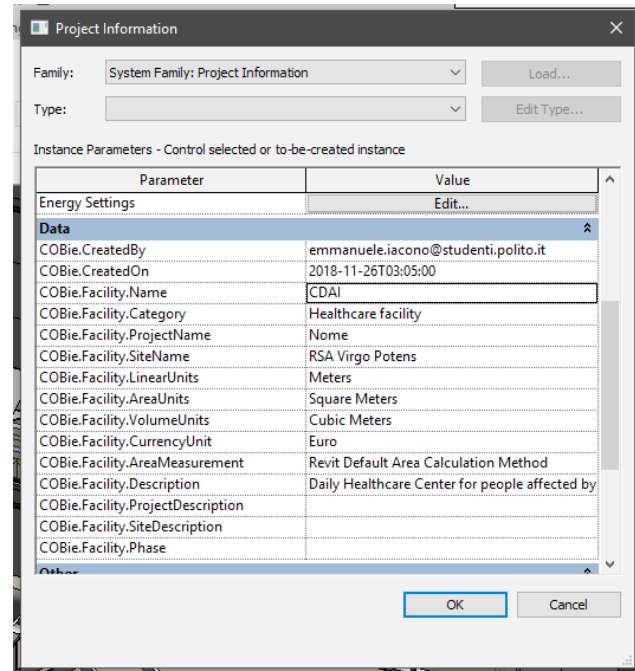 Project Information
Family: System Family: Project Information Load...
Type: Edit Type...
Instance Parameters - Control selected or to-be-created instance
Parameter Value
Energy Settings Edit...
Data
COBie.CreatedBy emmanuele.iacono@studenti.polito.it
COBie.CreatedOn 2018-11-26T03:05:00
COBie.Facility.Name CDAI
COBie.Facility.Category Healthcare facility
COBie.Facility.ProjectName Nome
COBie.Facility.SiteName RSA Virgo Potens
COBie.Facility.LinearUnits Meters
COBie.Facility.AreaUnits Square Meters
COBie.Facility.VolumeUnits Cubic Meters
COBie.Facility.CurrencyUnit Euro
COBie.Facility.AreaMeasurement Revit Default Area Calculation Method
COBie.Facility.Description Daily Healthcare Center for people affected by
COBie.Facility.ProjectDescription
COBie.Facility.SiteDescription
COBie.Facility.Phase
Other
OK Cancel